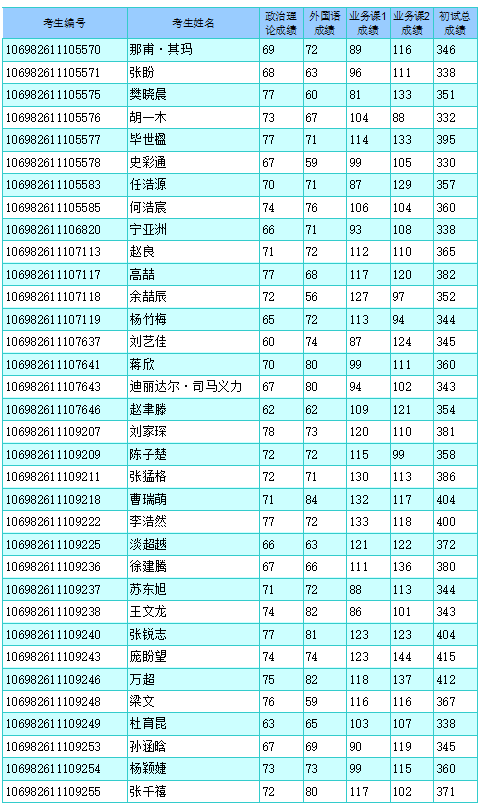 考生编号 考生姓名 政治理论成绩 外国语成绩 业务课1成绩 业务课2成绩 初试总成绩
106982611105570 那甫·其玛 69 72 89 116 346
106982611105571 张盼 68 63 96 111 338
106982611105575 樊晓晨 77 60 81 133 351
106982611105576 胡一木 73 67 104 88 332
106982611105577 毕世楹 77 71 114 133 395
106982611105578 史彩通 67 59 99 105 330
106982611105583 任浩源 70 71 87 129 357
106982611105585 何浩宸 74 76 106 104 360
106982611106820 宁亚洲 66 71 93 108 338
106982611107113 赵良 71 72 112 110 365
106982611107117 高喆 77 68 117 120 382
106982611107118 余喆辰 72 56 127 97 352
106982611107119 杨竹梅 65 72 113 94 344
106982611107637 刘艺佳 60 74 87 124 345
106982611107641 蒋欣 70 80 99 111 360
106982611107643 迪丽达尔·司马义力 67 80 94 102 343
106982611107646 赵聿滕 62 62 109 121 354
106982611109207 刘家琛 78 73 120 110 381
106982611109209 陈子楚 72 72 115 99 358
106982611109211 张猛格 72 71 130 113 386
106982611109218 曹瑞萌 71 84 132 117 404
106982611109222 李浩然 77 72 133 118 400
106982611109225 淡超越 66 63 121 122 372
106982611109236 徐建腾 67 66 111 136 380
106982611109237 苏东旭 71 72 88 113 344
106982611109238 王文龙 74 82 86 101 343
106982611109240 张锐志 77 81 123 123 404
106982611109243 庞盼望 74 74 123 144 415
106982611109246 万超 75 82 118 137 412
106982611109248 梁文 76 59 116 116 367
106982611109249 杜育昆 63 65 103 107 338
106982611109253 孙涵晗 67 69 90 119 345
106982611109254 杨颖婕 73 73 99 115 360
106982611109255 张千禧 72 80 117 102 371